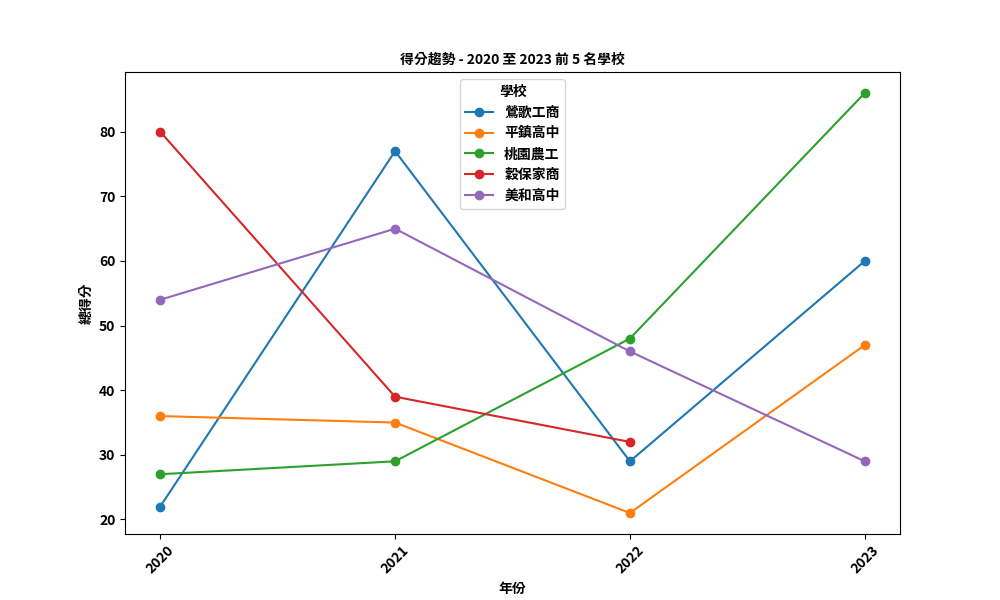 得分趨勢 - 2020 至 2023 前 5 名學校
學校
鶯歌工商
平鎮高中
桃園農工
穀保家商
美和高中
總得分
80
70
60
50
40
30
20
2020
2021
2022
2023
年份